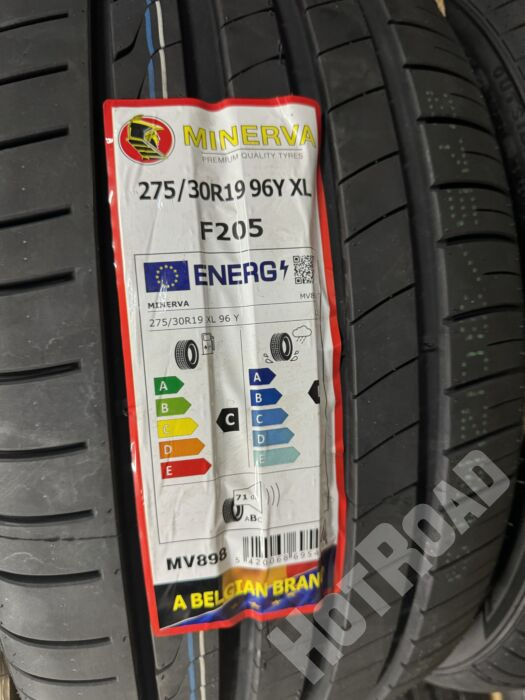 MINERVA
PREMIUM QUALITY TYRES
275/30R19 96Y XL
F205
ENERG
MINERVA
275/30R19 XL 96 Y
A
B
C
D
E
C
A
B
C
D
E
71
ABC
MV898
A BELGIAN BRAN
HOTROAD